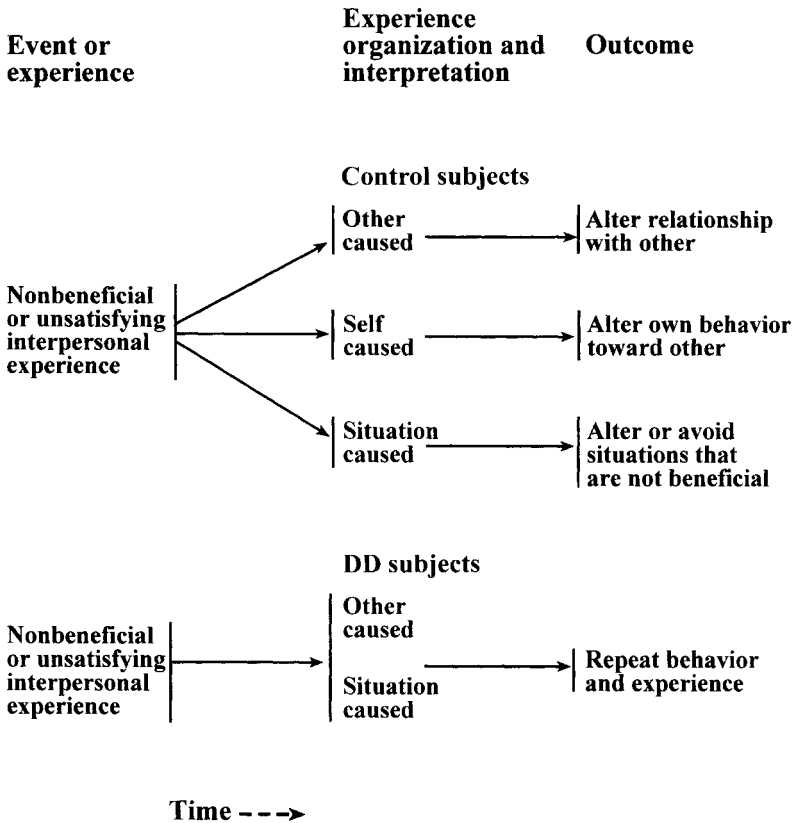 Event or
experience
Experience
organization and
interpretation
Outcome
Control subjects
Nonbeneficial
or unsatisfying
interpersonal
experience
Other
caused
Alter relationship
with other
Self
caused
Alter own behavior
toward other
Situation
caused
Alter or avoid
situations that
are not beneficial
DD subjects
Nonbeneficial
or unsatisfying
interpersonal
experience
Other
caused
Situation
caused
Repeat behavior
and experience
Time